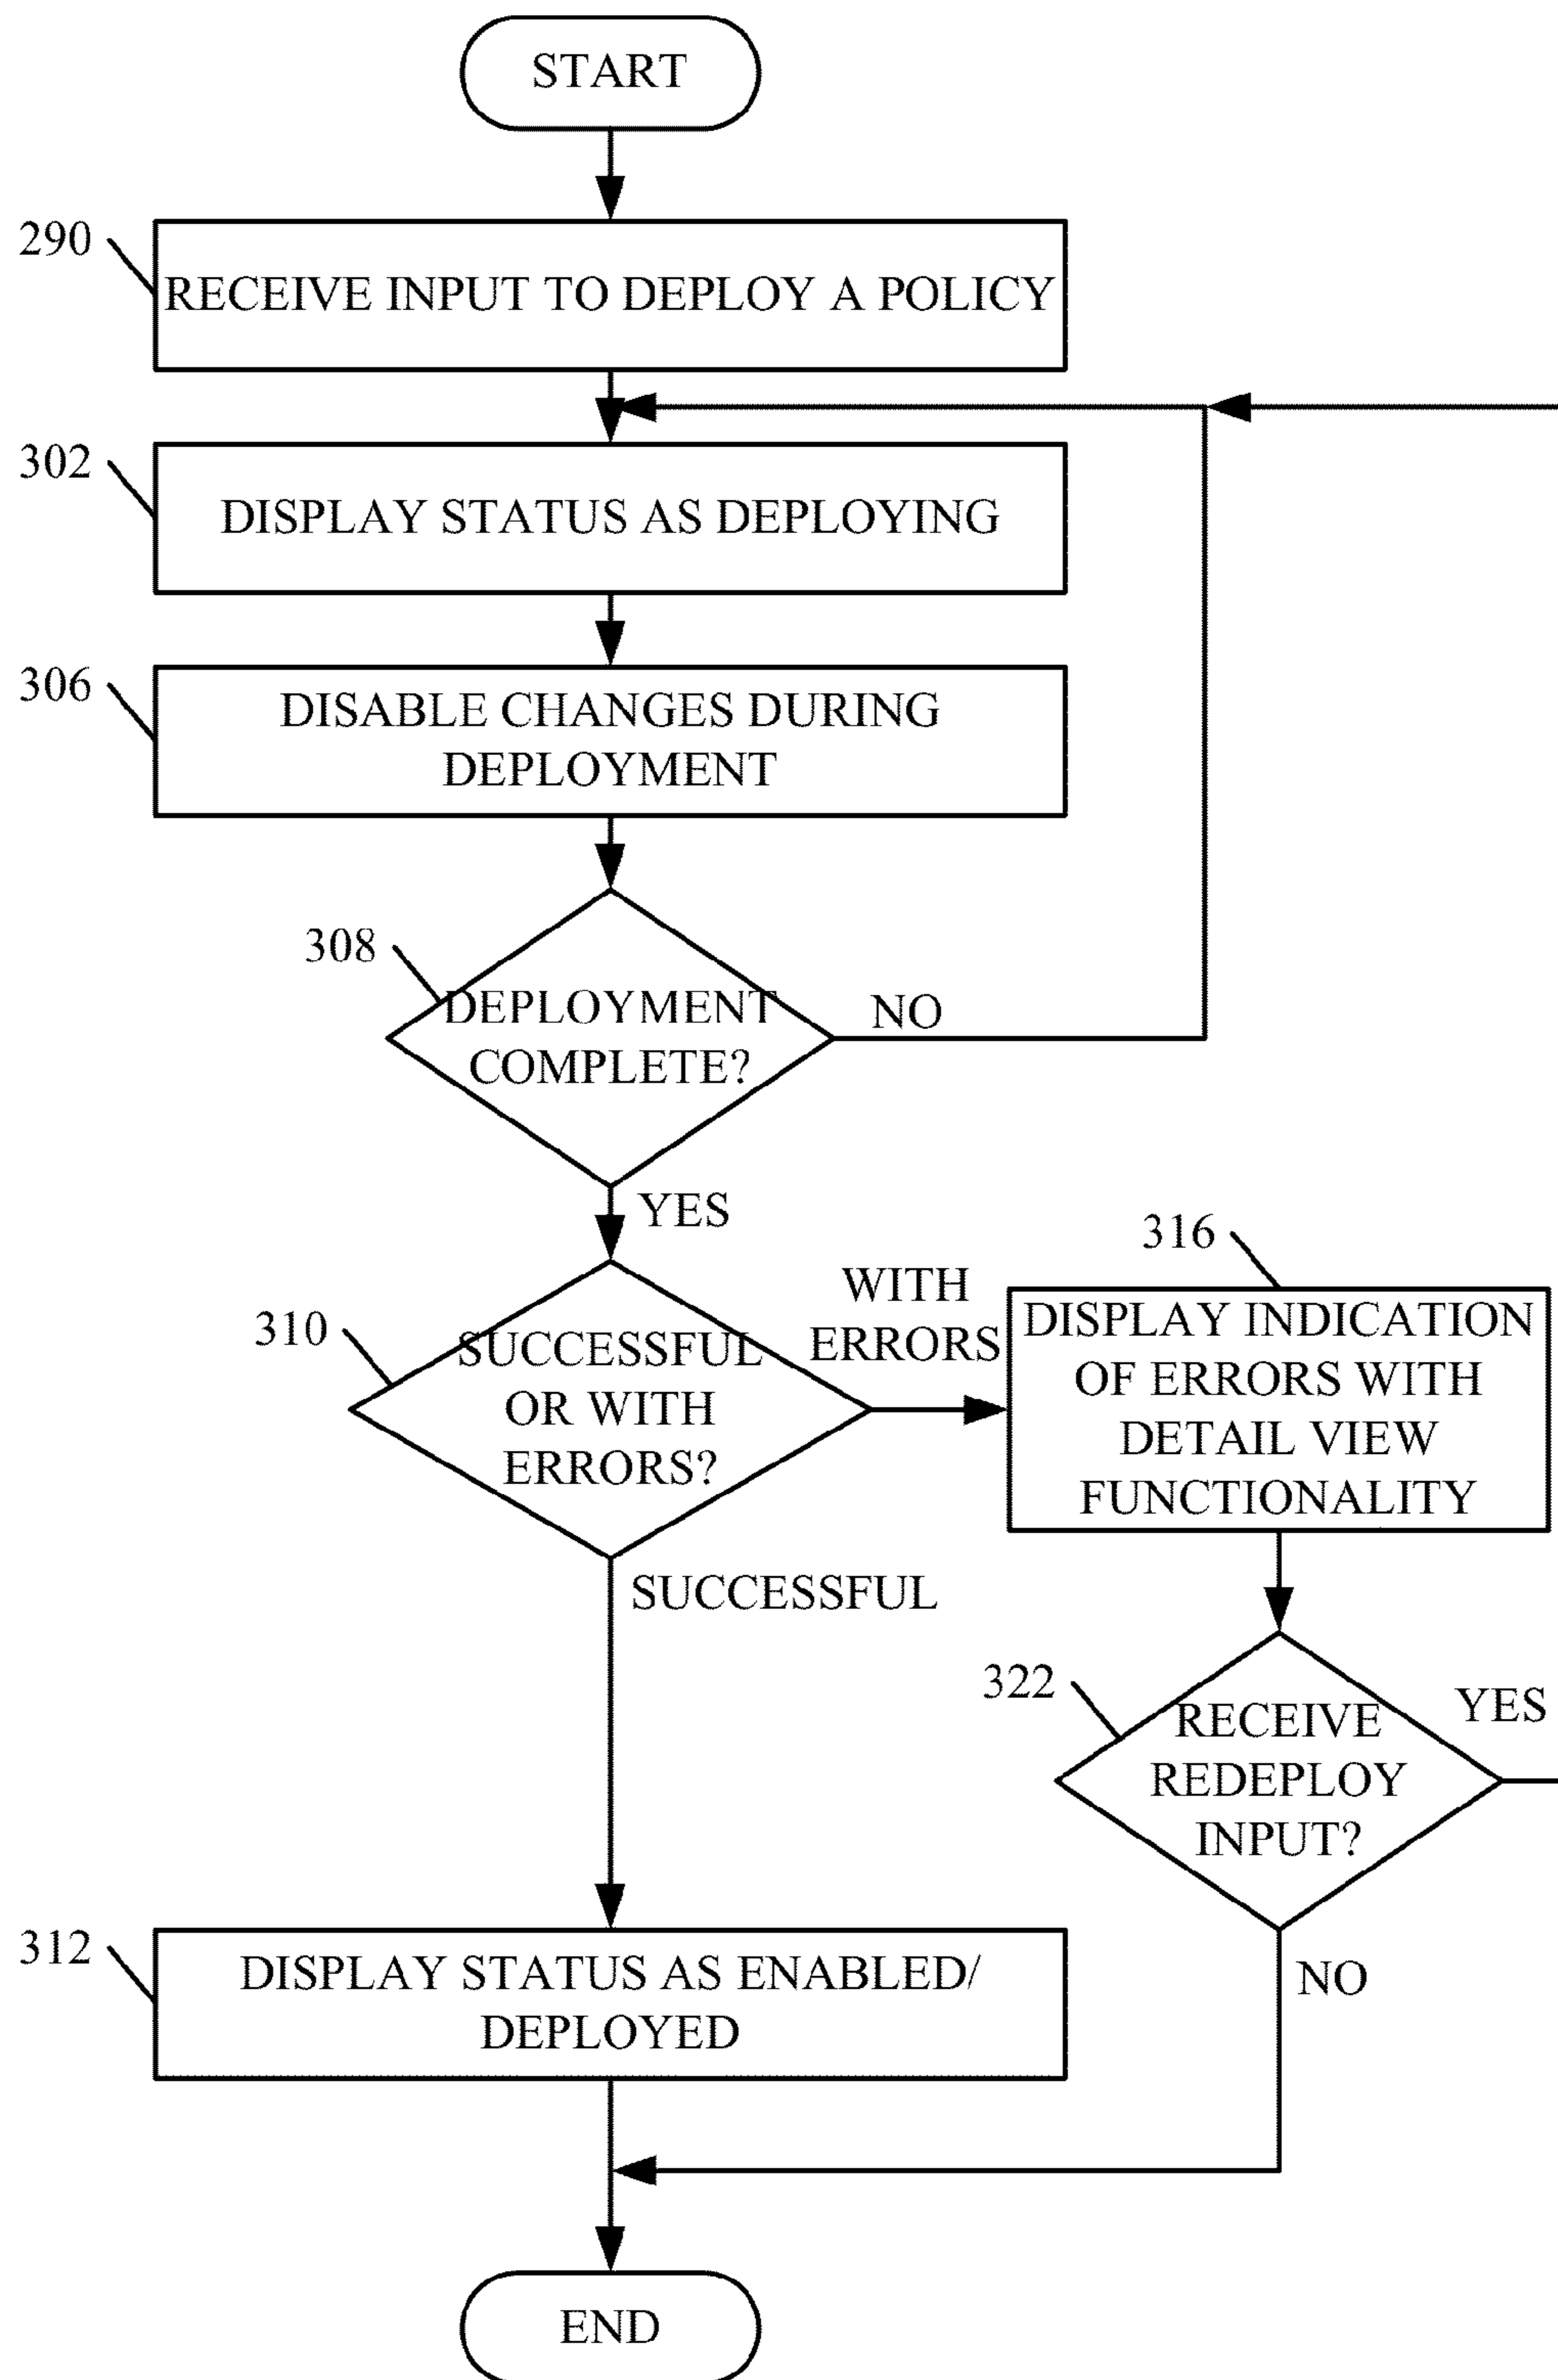 START
290
RECEIVE INPUT TO DEPLOY A POLICY
302
DISPLAY STATUS AS DEPLOYING
306
DISABLE CHANGES DURING
DEPLOYMENT
308
DEPLOYMENT
COMPLETE?
NO
YES
310
SUCCESSFUL
OR WITH
ERRORS?
WITH
ERRORS
316
DISPLAY INDICATION
OF ERRORS WITH
DETAIL VIEW
FUNCTIONALITY
SUCCESSFUL
322
RECEIVE
REDEPLOY
INPUT?
YES
NO
312
DISPLAY STATUS AS ENABLED/
DEPLOYED
END